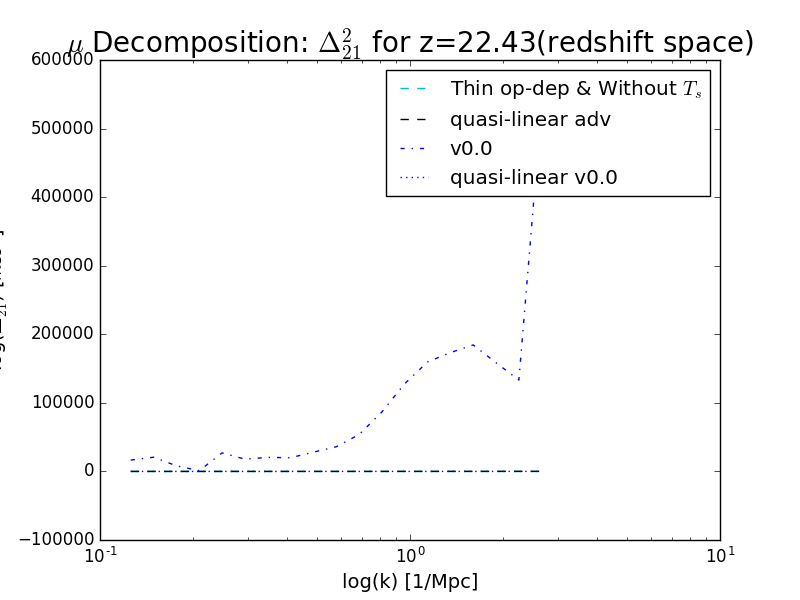 μ Decomposition: Δ²₂₁ for z=22.43(redshift space)
600000
500000
400000
300000
200000
100000
0
−100000
Thin op-dep & Without Tₛ
quasi-linear adv
v0.0
quasi-linear v0.0
10⁻¹
10⁰
10¹
log(k) [1/Mpc]